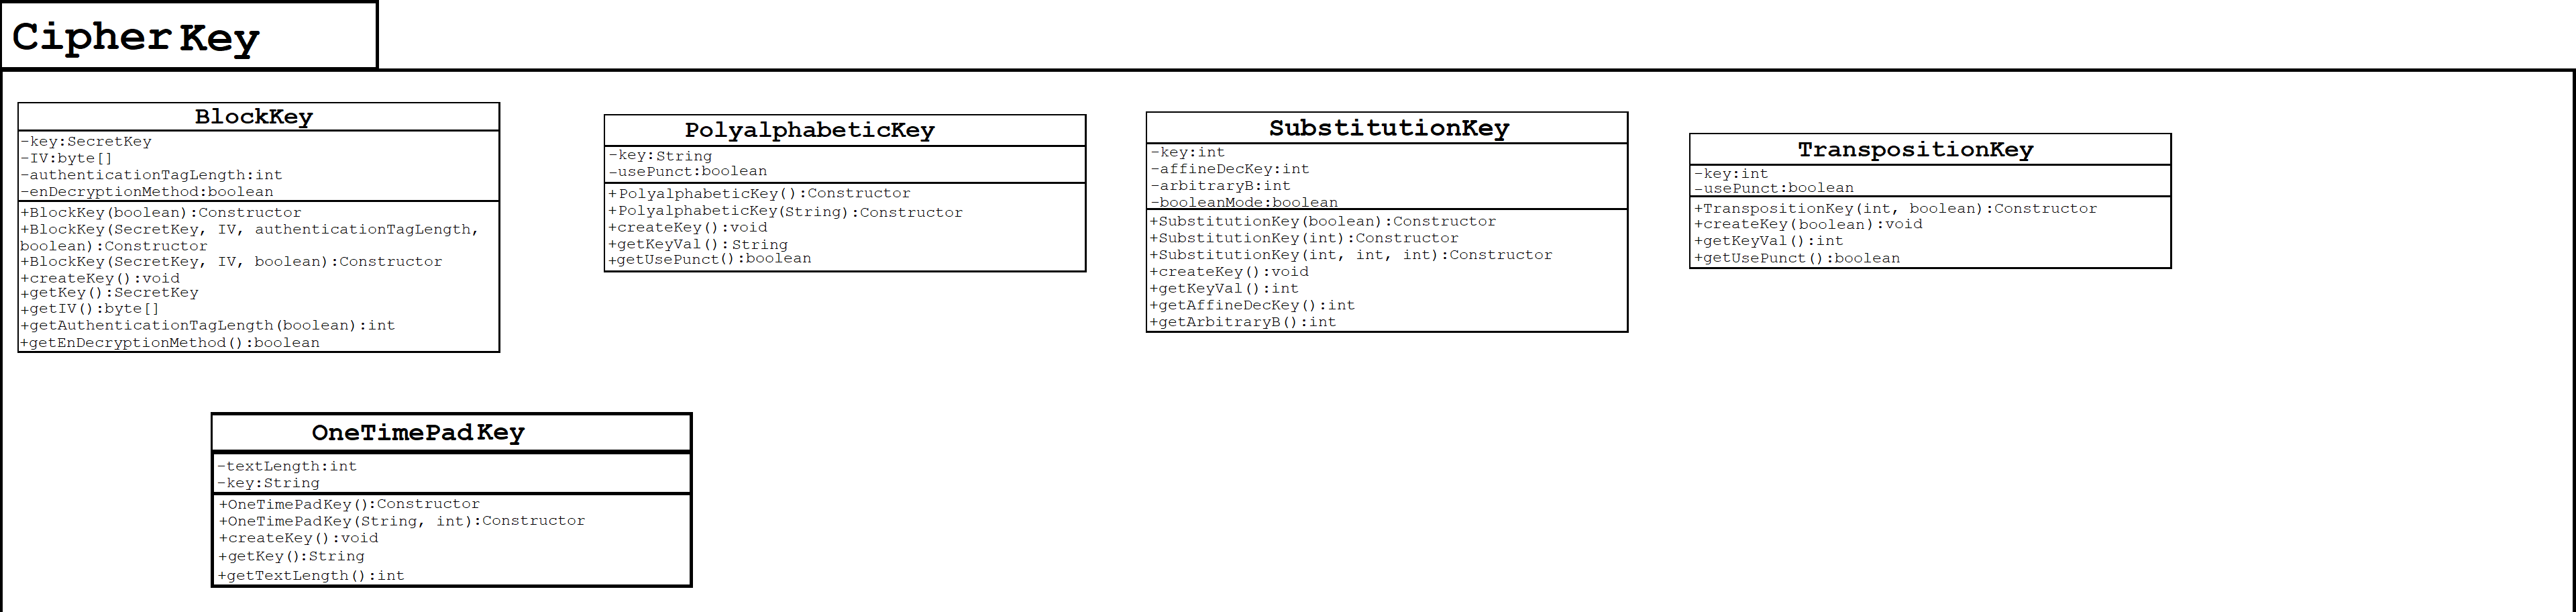 Cipher Key
BlockKey
-key:SecretKey
-IV:byte[]
-authenticationTagLength:int
-enDecryptionMethod:boolean
+BlockKey(boolean):Constructor
+BlockKey(SecretKey, IV, authenticationTagLength,
boolean):Constructor
+BlockKey(SecretKey, IV, boolean):Constructor
+createKey():void
+getKey():SecretKey
+getIV():byte[]
+getAuthenticationTagLength(boolean):int
+getEnDecryptionMethod():boolean
PolyalphabeticKey
-key:String
-usePunct:boolean
+PolyalphabeticKey():Constructor
+PolyalphabeticKey(String):Constructor
+createKey():void
+getKeyVal():String
+getUsePunct():boolean
SubstitutionKey
-key:int
-affineDecKey:int
-arbitraryB:int
-booleanMode:boolean
+SubstitutionKey(boolean):Constructor
+SubstitutionKey(int):Constructor
+SubstitutionKey(int, int, int):Constructor
+createKey():void
+getKeyVal():int
+getAffineDecKey():int
+getArbitraryB():int
TranspositionKey
-key:int
-usePunct:boolean
+TranspositionKey(int, boolean):Constructor
+createKey(boolean):void
+getKeyVal():int
+getUsePunct():boolean
OneTimePadKey
-textLength:int
-key:String
+OneTimePadKey():Constructor
+OneTimePadKey(String, int):Constructor
+createKey():void
+getKey():String
+getTextLength():int